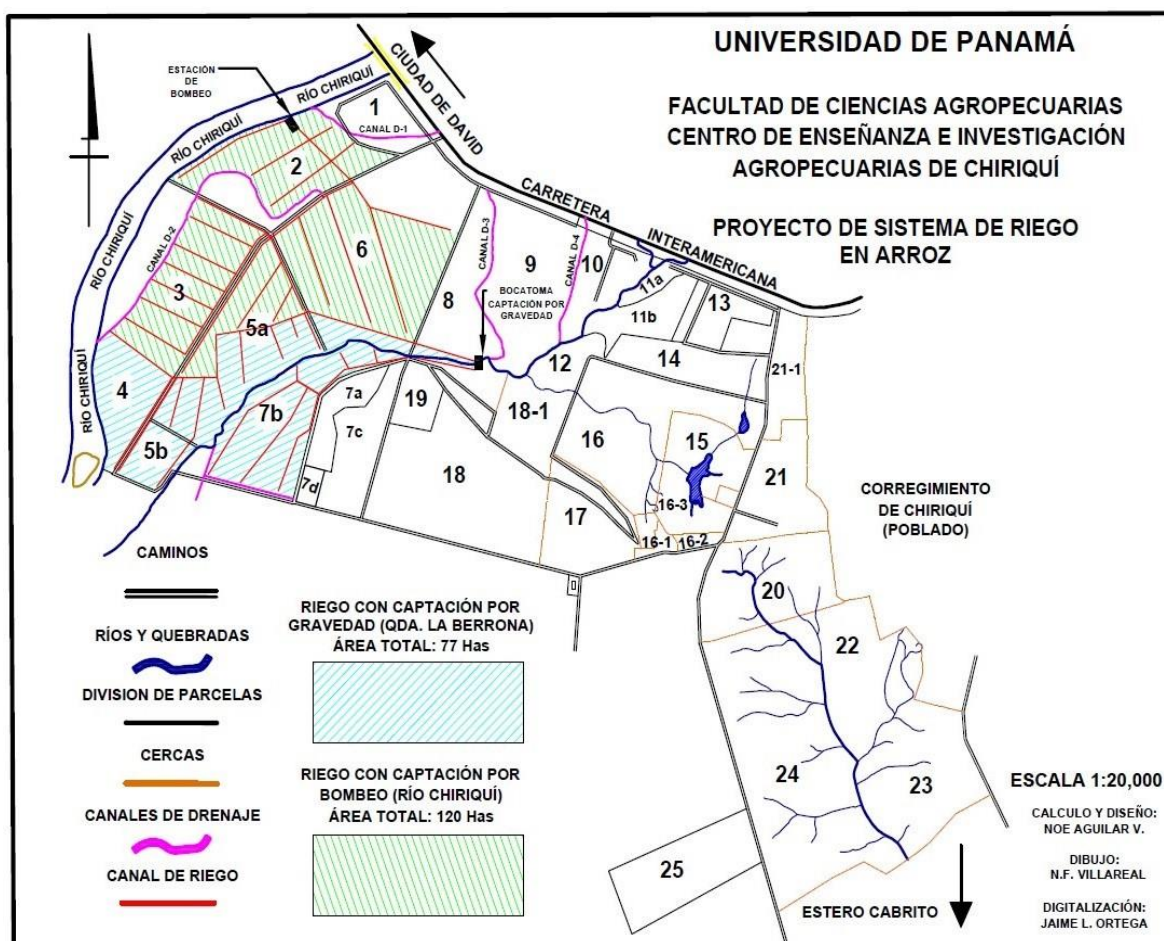 UNIVERSIDAD DE PANAMÁ
FACULTAD DE CIENCIAS AGROPECUARIAS
CENTRO DE ENSEÑANZA E INVESTIGACIÓN
AGROPECUARIAS DE CHIRIQUÍ
PROYECTO DE SISTEMA DE RIEGO
EN ARROZ
CIUDAD DE DAVID
CARRETERA
INTERAMERICANA
ESTACIÓN
DE
BOMBEO
RÍO CHIRIQUÍ
RÍO CHIRIQUÍ
RÍO CHIRIQUÍ
RÍO CHIRIQUÍ
1
CANAL D-1
2
CANAL D-2
3
4
5a
5b
6
7a
7b
7c
7d
8
CANAL D-3
9
CANAL D-4
10
BOCATOMA
CAPTACIÓN POR
GRAVEDAD
11a
11b
12
13
14
15
16
16-1
16-2
16-3
17
18
18-1
19
20
21
21-1
22
23
24
25
CORREGIMIENTO
DE CHIRIQUÍ
(POBLADO)
CAMINOS
RÍOS Y QUEBRADAS
DIVISION DE PARCELAS
CERCAS
CANALES DE DRENAJE
CANAL DE RIEGO
RIEGO CON CAPTACIÓN POR
GRAVEDAD (QDA. LA BERRONA)
ÁREA TOTAL: 77 Has
RIEGO CON CAPTACIÓN POR
BOMBEO (RÍO CHIRIQUÍ)
ÁREA TOTAL: 120 Has
ESTERO CABRITO
ESCALA 1:20,000
CALCULO Y DISEÑO:
NOE AGUILAR V.
DIBUJO:
N.F. VILLAREAL
DIGITALIZACIÓN:
JAIME L. ORTEGA